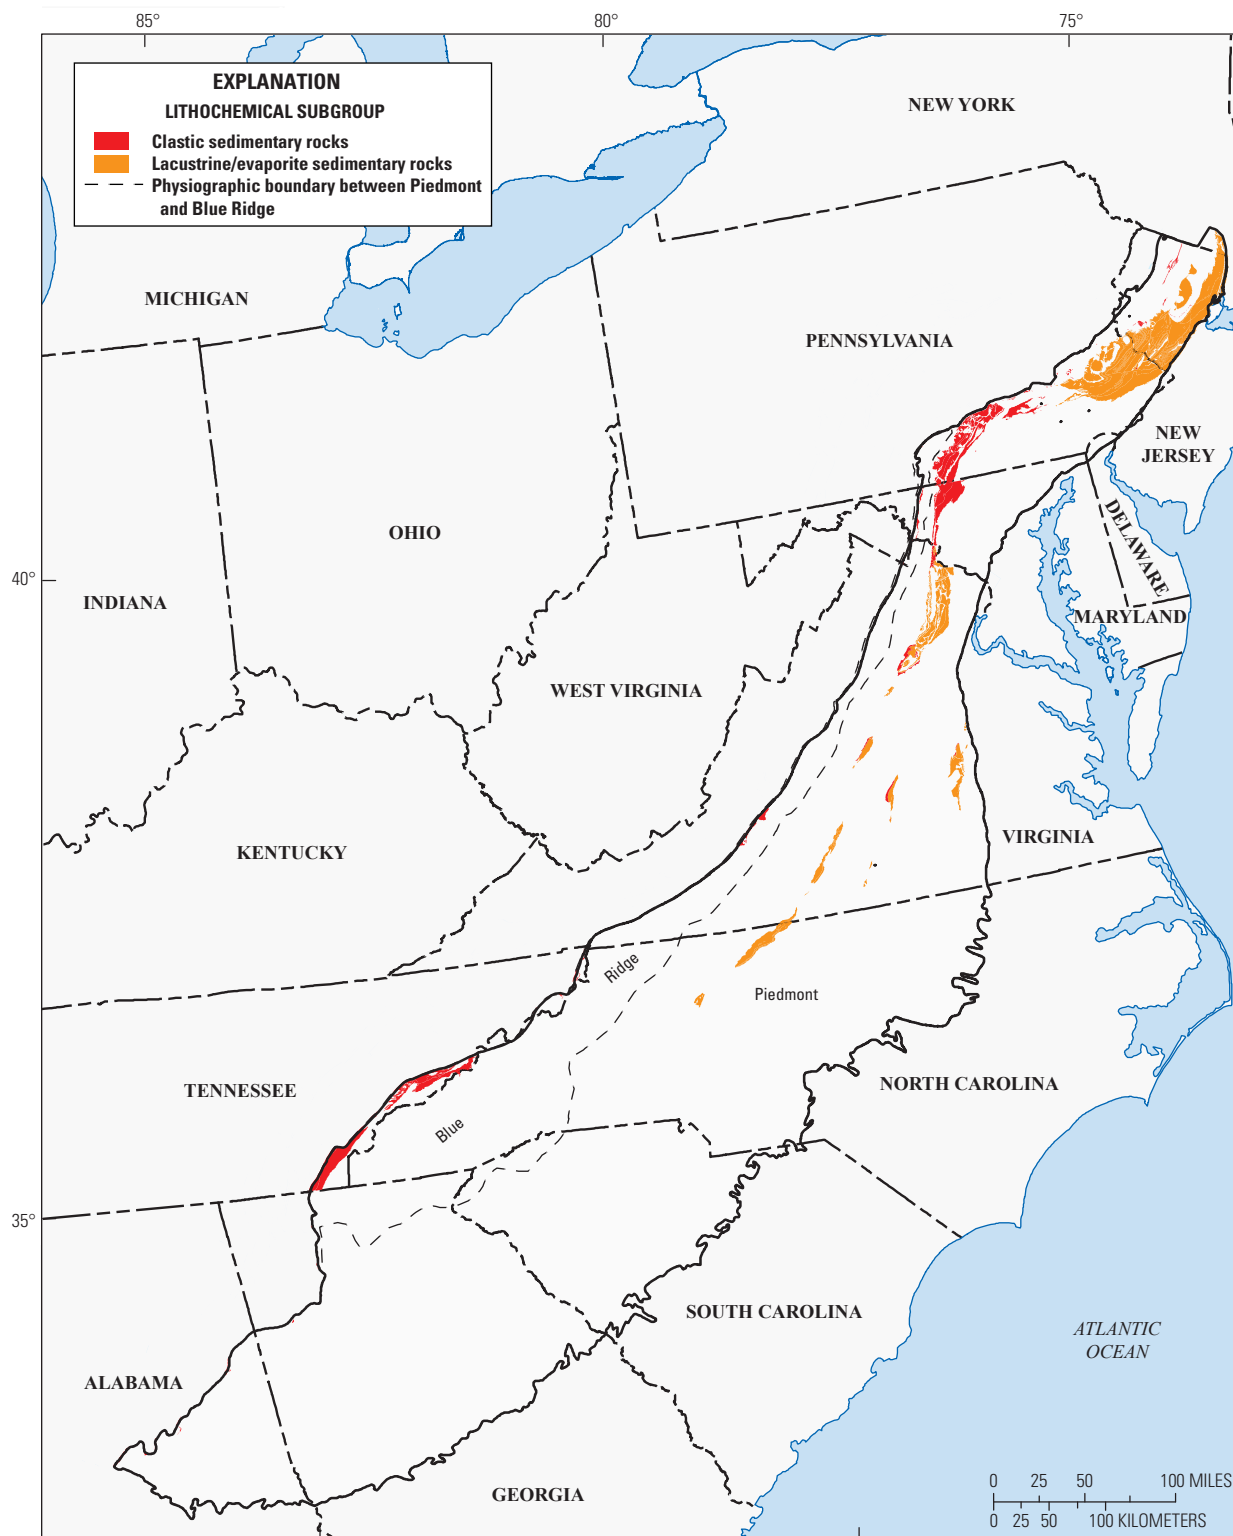 85°
80°
75°
EXPLANATION
LITHOCHEMICAL SUBGROUP
Clastic sedimentary rocks
Lacustrine/evaporite sedimentary rocks
Physiographic boundary between Piedmont
and Blue Ridge
NEW YORK
MICHIGAN
PENNSYLVANIA
NEW
JERSEY
OHIO
DELAWARE
40°
INDIANA
MARYLAND
WEST VIRGINIA
VIRGINIA
KENTUCKY
Ridge
Piedmont
TENNESSEE
NORTH CAROLINA
Blue
35°
SOUTH CAROLINA
ATLANTIC
OCEAN
ALABAMA
GEORGIA
0 25 50 100 MILES
0 25 50 100 KILOMETERS